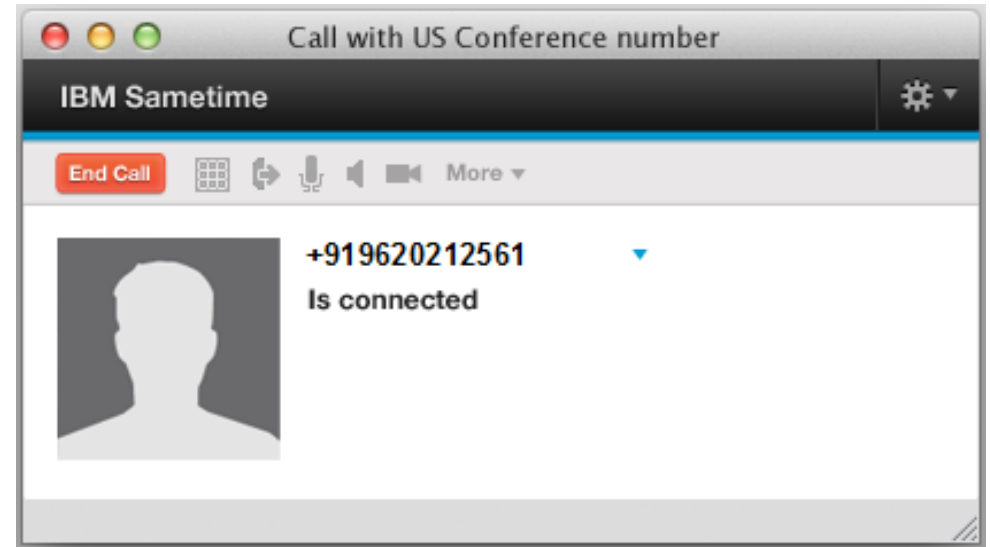 Call with US Conference number
IBM Sametime
End Call More
+919620212561
Is connected